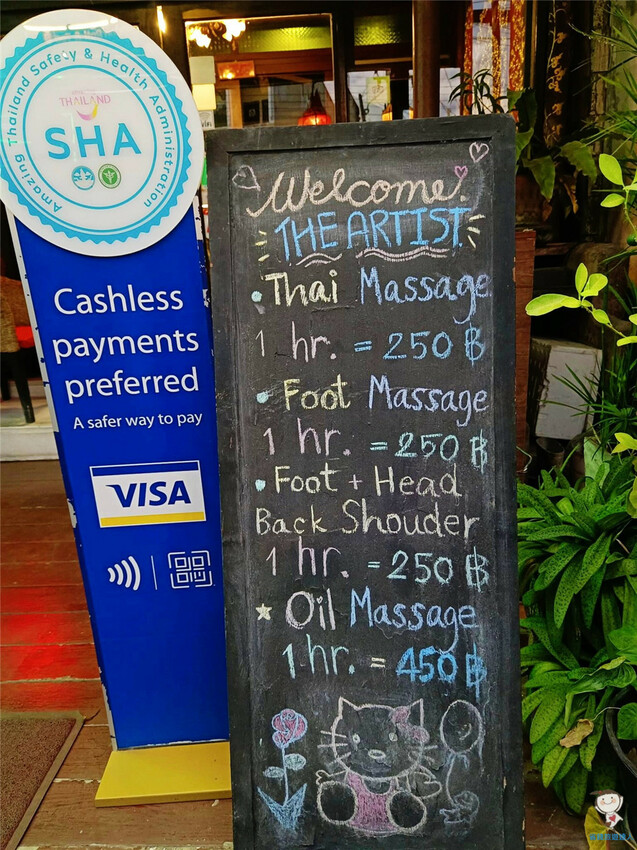 Amazing Thailand Safety & Health Administration
THAILAND
SHA
Cashless
payments
preferred
A safer way to pay
VISA
Welcome
THE ARTIST
• Thai Massage
1 hr. = 250 ฿
• Foot Massage
1 hr. = 250 ฿
• Foot + Head
Back Shouder
1 hr. = 250 ฿
☆ Oil Massage
1 hr. = 450 ฿